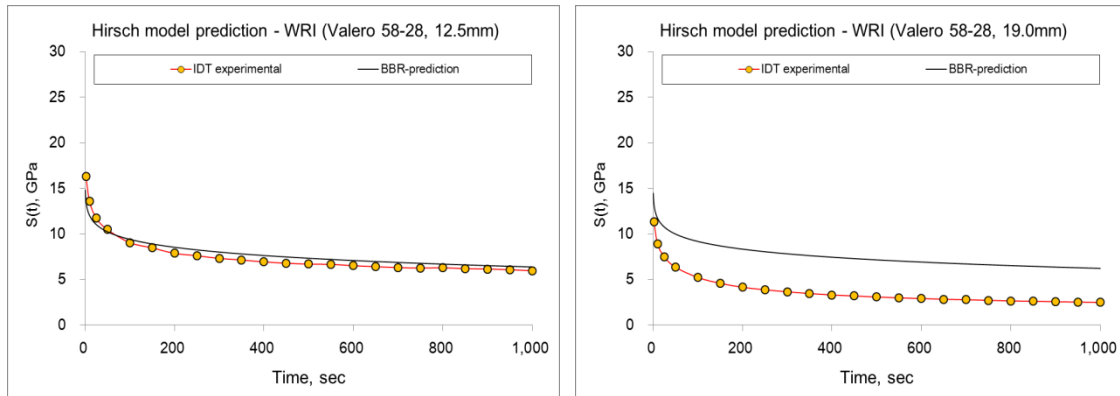 Hirsch model prediction - WRI (Valero 58-28, 12.5mm)
IDT experimental
BBR-prediction
30
25
20
15
10
5
0
S(t), GPa
0
200
400
600
800
1,000
Time, sec
Hirsch model prediction - WRI (Valero 58-28, 19.0mm)
IDT experimental
BBR-prediction
30
25
20
15
10
5
0
S(t), GPa
0
200
400
600
800
1,000
Time, sec